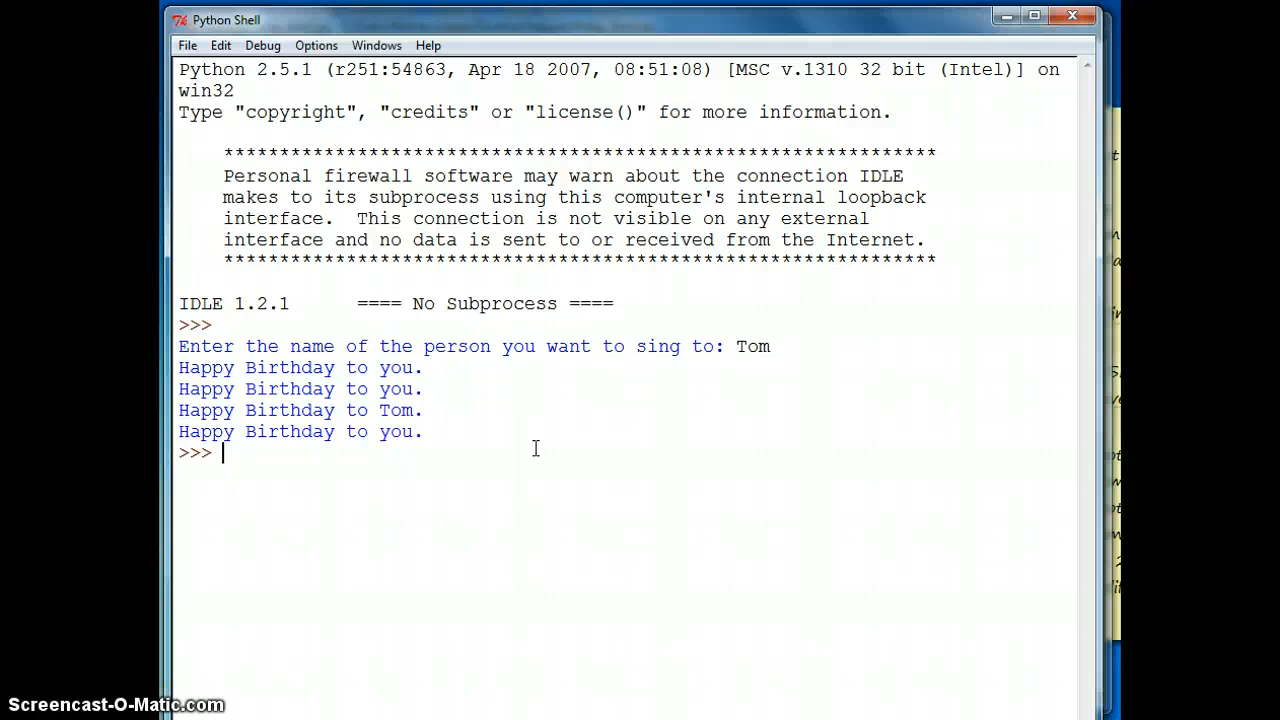 Python Shell
File Edit Debug Options Windows Help
Python 2.5.1 (r251:54863, Apr 18 2007, 08:51:08) [MSC v.1310 32 bit (Intel)] on
win32
Type "copyright", "credits" or "license()" for more information.
****************************************************************
Personal firewall software may warn about the connection IDLE
makes to its subprocess using this computer's internal loopback
interface.  This connection is not visible on any external
interface and no data is sent to or received from the Internet.
****************************************************************
IDLE 1.2.1      ==== No Subprocess ====
>>>
Enter the name of the person you want to sing to: Tom
Happy Birthday to you.
Happy Birthday to you.
Happy Birthday to Tom.
Happy Birthday to you.
>>>
Screencast-O-Matic.com